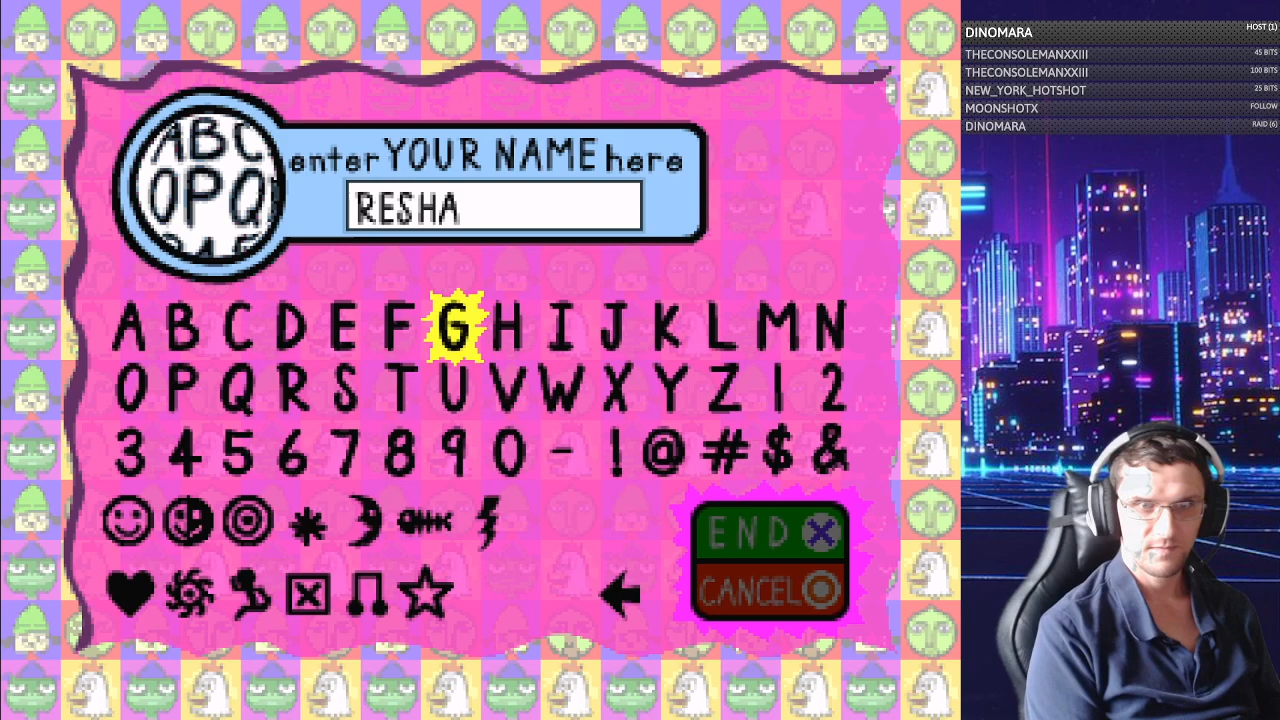 ABC
OPQ
enter YOUR NAME here
RESHA
A B C D E F G H I J K L M N
O P Q R S T U V W X Y Z 1 2
3 4 5 6 7 8 9 0 - ! @ # $ &
END
CANCEL
DINOMARA HOST (1)
THECONSOLEMANXXIII 45 BITS
THECONSOLEMANXXIII 100 BITS
NEW_YORK_HOTSHOT 25 BITS
MOONSHOTX FOLLOW
DINOMARA RAID (6)